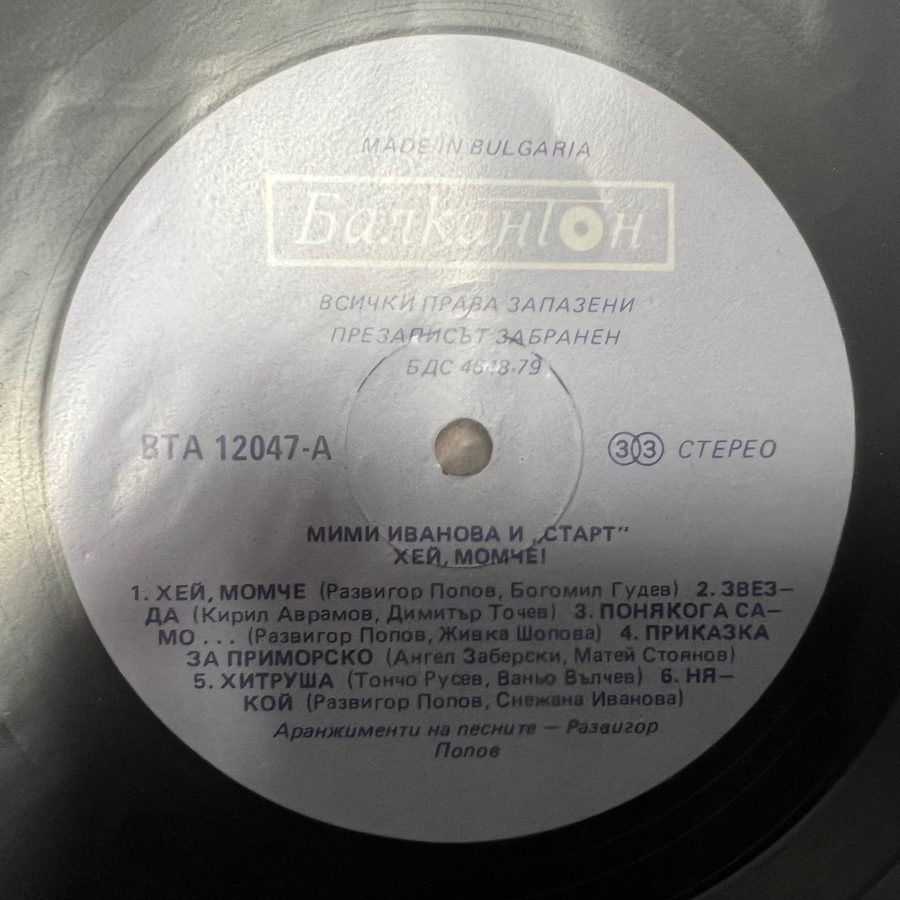 MADE IN BULGARIA
Балкантон
ВСИЧКИ ПРАВА ЗАПАЗЕНИ
ПРЕЗАПИСЪТ ЗАБРАНЕН
БДС 4848-79
ВТА 12047-А
33 СТЕРЕО
МИМИ ИВАНОВА И „СТАРТ”
ХЕЙ, МОМЧЕ!
1. ХЕЙ, МОМЧЕ (Развигор Попов, Богомил Гудев) 2. ЗВЕЗ-
ДА (Кирил Аврамов, Димитър Точев) 3. ПОНЯКОГА СА-
МО . . . (Развигор Попов, Живка Шопова) 4. ПРИКАЗКА
ЗА ПРИМОРСКО (Ангел Заберски, Матей Стоянов)
5. ХИТРУША (Тончо Русев, Ваньо Вълчев) 6. НЯ-
КОЙ (Развигор Попов, Снежана Иванова)
Аранжименти на песните — Развигор
Попов